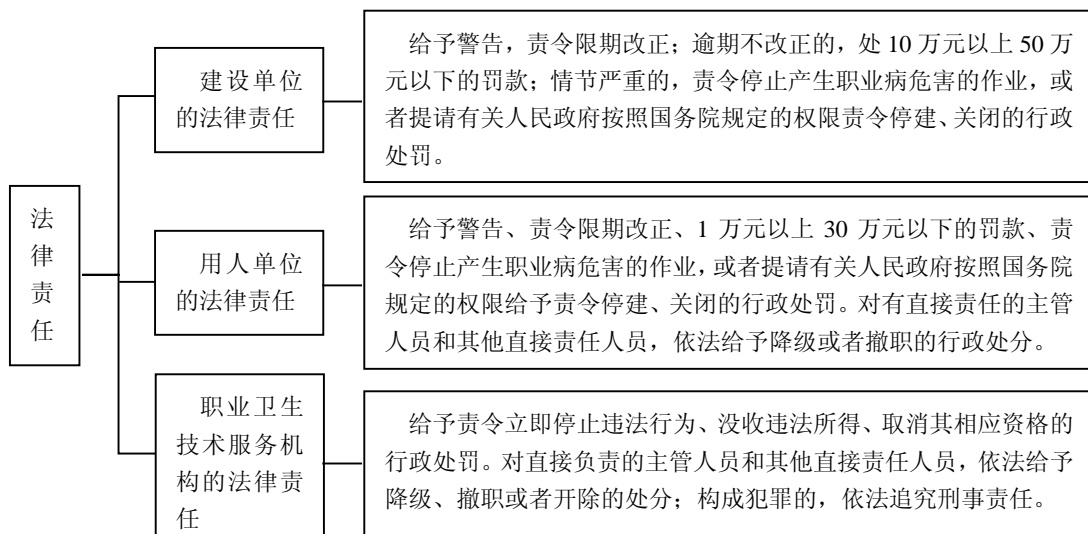 法
律
责
任
建设单位
的法律责任
给予警告，责令限期改正；逾期不改正的，处 10 万元以上 50 万
元以下的罚款；情节严重的，责令停止产生职业病危害的作业，或
者提请有关人民政府按照国务院规定的权限责令停建、关闭的行政
处罚。
用人单位
的法律责任
给予警告、责令限期改正、1 万元以上 30 万元以下的罚款、责
令停止产生职业病危害的作业，或者提请有关人民政府按照国务院
规定的权限给予责令停建、关闭的行政处罚。对有直接责任的主管
人员和其他直接责任人员，依法给予降级或者撤职的行政处分。
职业卫生
技术服务机
构的法律责
任
给予责令立即停止违法行为、没收违法所得、取消其相应资格的
行政处罚。对直接负责的主管人员和其他直接责任人员，依法给予
降级、撤职或者开除的处分；构成犯罪的，依法追究刑事责任。